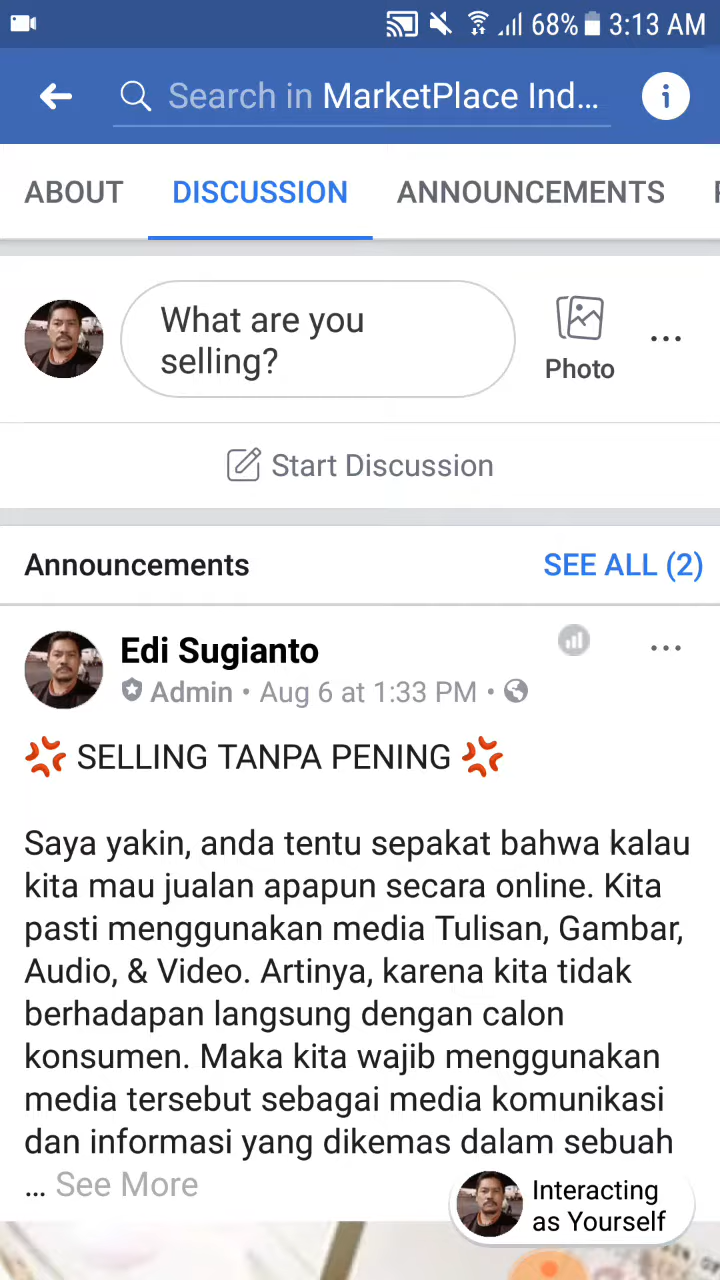 68% 3:13 AM
Search in MarketPlace Ind...
ABOUT DISCUSSION ANNOUNCEMENTS
What are you
selling?
Photo
Start Discussion
Announcements SEE ALL (2)
Edi Sugianto
Admin • Aug 6 at 1:33 PM •
SELLING TANPA PENING
Saya yakin, anda tentu sepakat bahwa kalau
kita mau jualan apapun secara online. Kita
pasti menggunakan media Tulisan, Gambar,
Audio, & Video. Artinya, karena kita tidak
berhadapan langsung dengan calon
konsumen. Maka kita wajib menggunakan
media tersebut sebagai media komunikasi
dan informasi yang dikemas dalam sebuah
... See More
Interacting
as Yourself